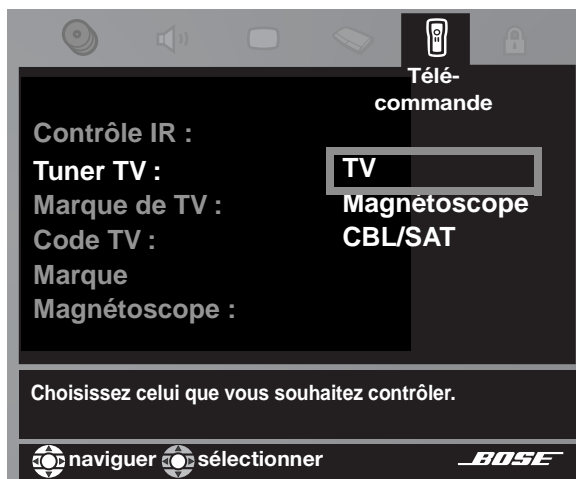 Télé-
commande
Contrôle IR :
Tuner TV : TV
Marque de TV : Magnétoscope
Code TV : CBL/SAT
Marque
Magnétoscope :
Choisissez celui que vous souhaitez contrôler.
naviguer sélectionner BOSE